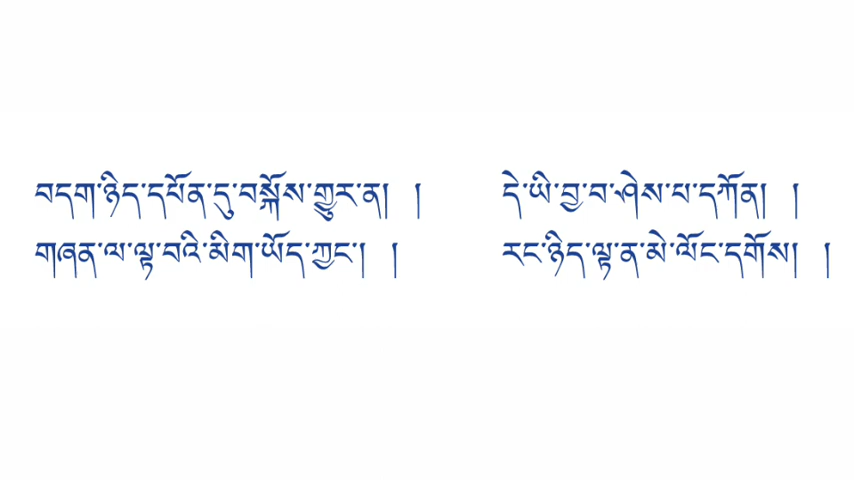 བདག་ཉིད་དཔོན་དུ་བསྐོས་གྱུར་ན། ། དེ་ཡི་བྱ་བ་ཤེས་པ་དཀོན། །
གཞན་ལ་ལྟ་བའི་མིག་ཡོད་ཀྱང་། ། རང་ཉིད་ལྟ་ན་མེ་ལོང་དགོས། །